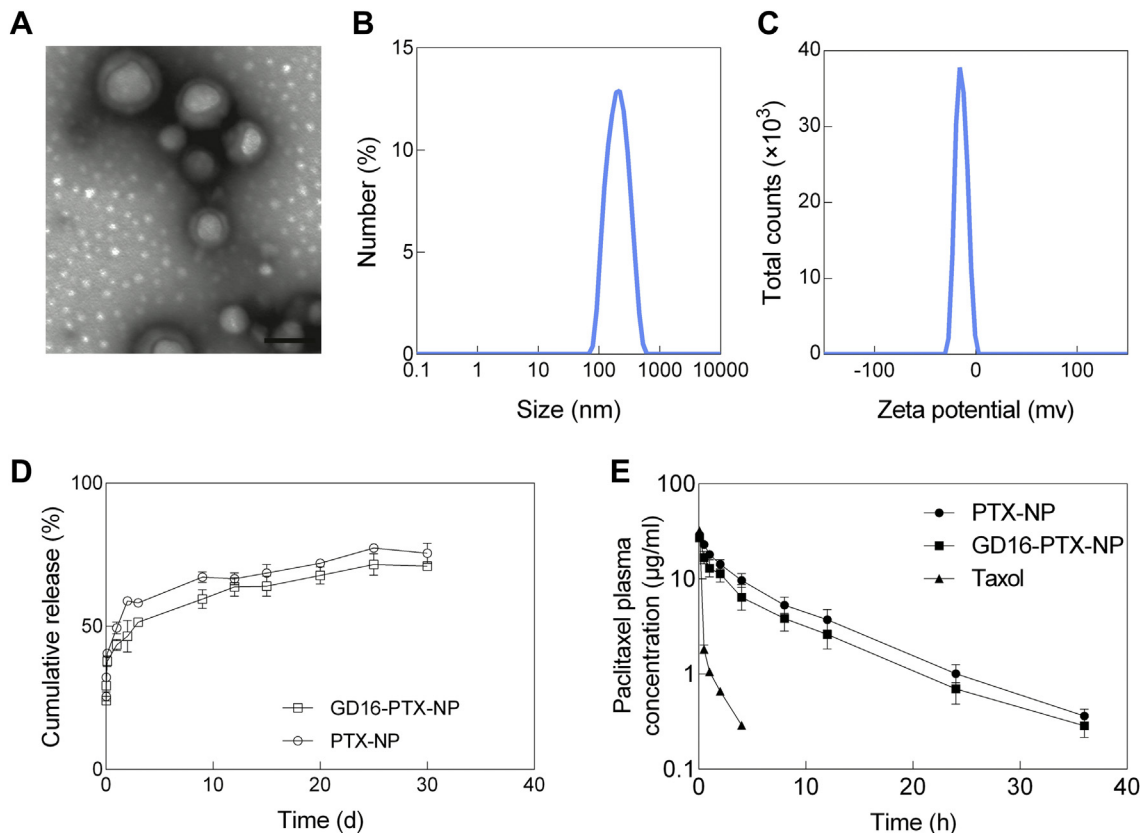 A
B
15
10
5
0
Number (%)
0.1 1 10 100 1000 10000
Size (nm)
C
40
30
20
10
0
Total counts (×10³)
-100 0 100
Zeta potential (mv)
D
100
50
0
Cumulative release (%)
GD16-PTX-NP
PTX-NP
0 10 20 30 40
Time (d)
E
100
10
1
0.1
Paclitaxel plasma
concentration (µg/ml)
PTX-NP
GD16-PTX-NP
Taxol
0 10 20 30 40
Time (h)